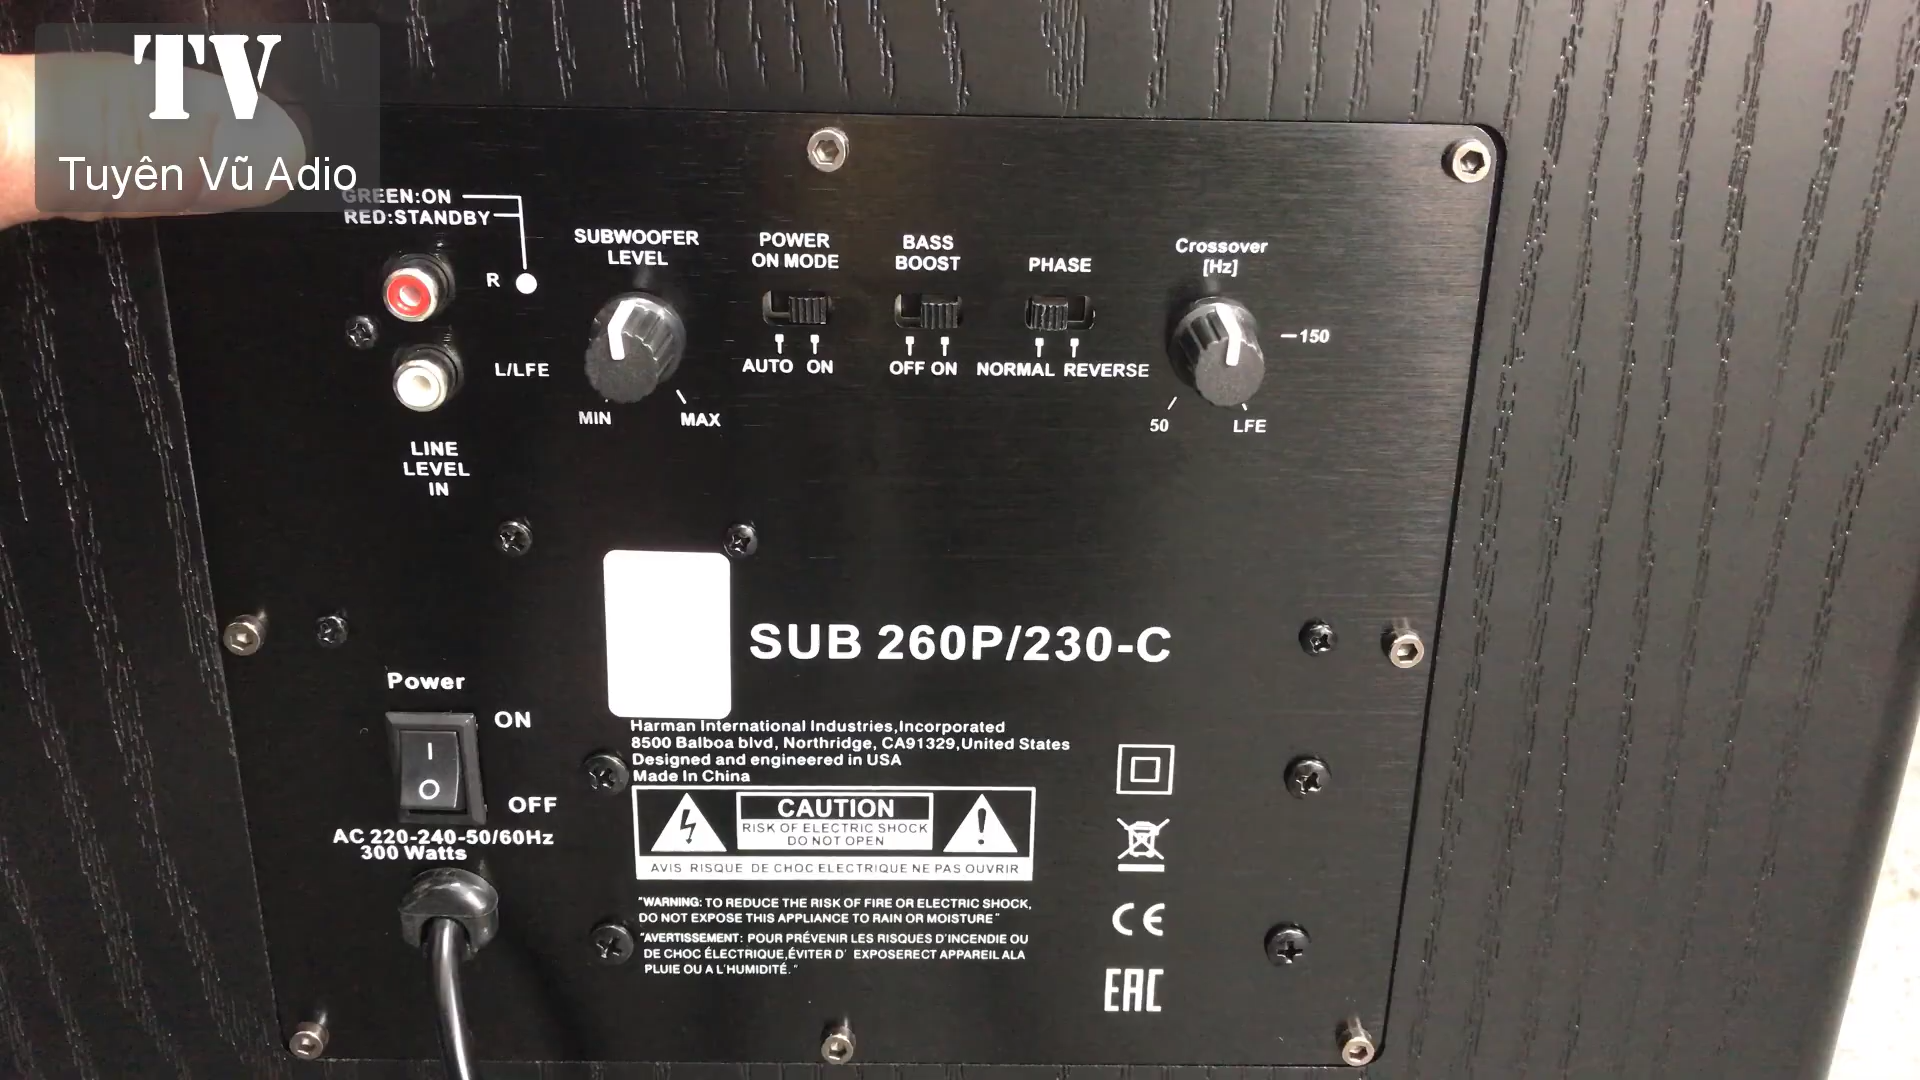 TV
Tuyên Vũ Adio
GREEN:ON
RED:STANDBY
R
L/LFE
LINE
LEVEL
IN
SUBWOOFER
LEVEL
MIN
MAX
POWER
ON MODE
AUTO ON
BASS
BOOST
OFF ON
PHASE
NORMAL REVERSE
Crossover
[Hz]
150
50
LFE
SUB 260P/230-C
Power
ON
I
O
OFF
AC 220-240-50/60Hz
300 Watts
Harman International Industries,Incorporated
8500 Balboa blvd, Northridge, CA91329,United States
Designed and engineered in USA
Made In China
CAUTION
RISK OF ELECTRIC SHOCK
DO NOT OPEN
AVIS RISQUE DE CHOC ELECTRIQUE NE PAS OUVRIR
"WARNING: TO REDUCE THE RISK OF FIRE OR ELECTRIC SHOCK,
DO NOT EXPOSE THIS APPLIANCE TO RAIN OR MOISTURE"
"AVERTISSEMENT: POUR PRÉVENIR LES RISQUES D'INCENDIE OU
DE CHOC ÉLECTRIQUE,ÉVITER D' EXPOSERECT APPAREIL ALA
PLUIE OU A L'HUMIDITÉ. "
CE
EAC